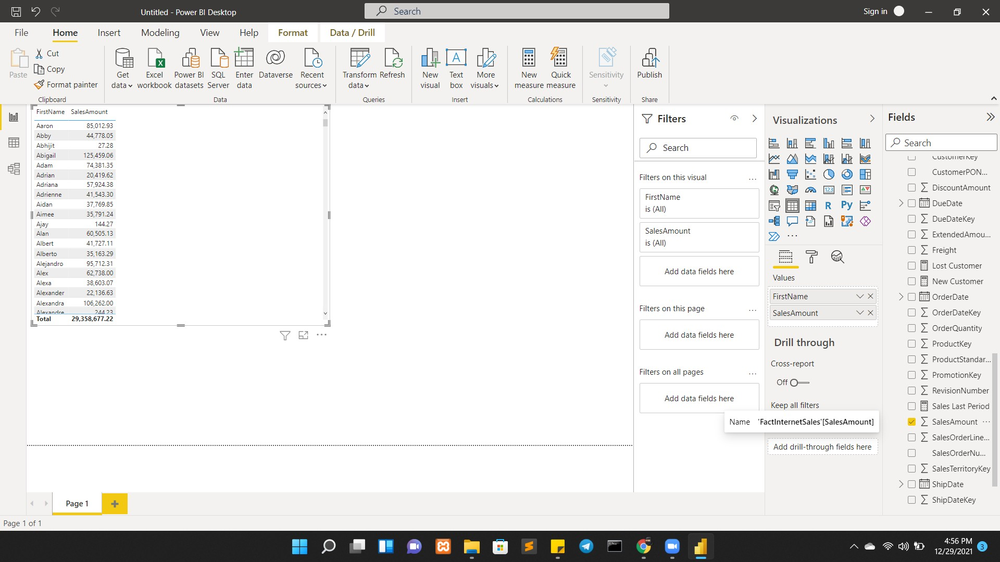 Untitled - Power BI Desktop
Search
Sign in
File Home Insert Modeling View Help Format Data / Drill
Paste
Cut
Copy
Format painter
Clipboard
Get data
Excel workbook
Power BI datasets
SQL Server
Enter data
Dataverse
Recent sources
Data
Transform data
Refresh
Queries
New visual
Text box
More visuals
Insert
New measure
Quick measure
Calculations
Sensitivity
Sensitivity
Publish
Share
FirstName SalesAmount
Aaron 85,012.93
Abby 44,778.05
Abhijit 27.28
Abigail 125,459.06
Adam 74,381.35
Adrian 20,419.62
Adriana 57,924.38
Adrienne 41,543.30
Aidan 37,769.85
Aimee 35,791.24
Ajay 144.27
Alan 60,505.13
Albert 41,727.11
Alberto 35,163.29
Alejandro 95,712.31
Alex 62,738.00
Alexa 38,603.07
Alexander 22,136.63
Alexandra 106,262.00
Alexandre 244.23
Total 29,358,677.22
Filters
Search
Filters on this visual ...
FirstName
is (All)
SalesAmount
is (All)
Add data fields here
Filters on this page ...
Add data fields here
Filters on all pages ...
Add data fields here
Visualizations
123
R
Py
...
Values
FirstName
SalesAmount
Drill through
Cross-report
Off
Keep all filters
Name 'FactInternetSales'[SalesAmount]
Add drill-through fields here
Fields
Search
CustomerKey
CustomerPON...
DiscountAmount
DueDate
DueDateKey
ExtendedAmou...
Freight
Lost Customer
New Customer
OrderDate
OrderDateKey
OrderQuantity
ProductKey
ProductStandar...
PromotionKey
RevisionNumber
Sales Last Period
SalesAmount ...
SalesOrderLine...
SalesOrderNu...
SalesTerritoryKey
ShipDate
ShipDateKey
Page 1
Page 1 of 1
4:56 PM
12/29/2021
3